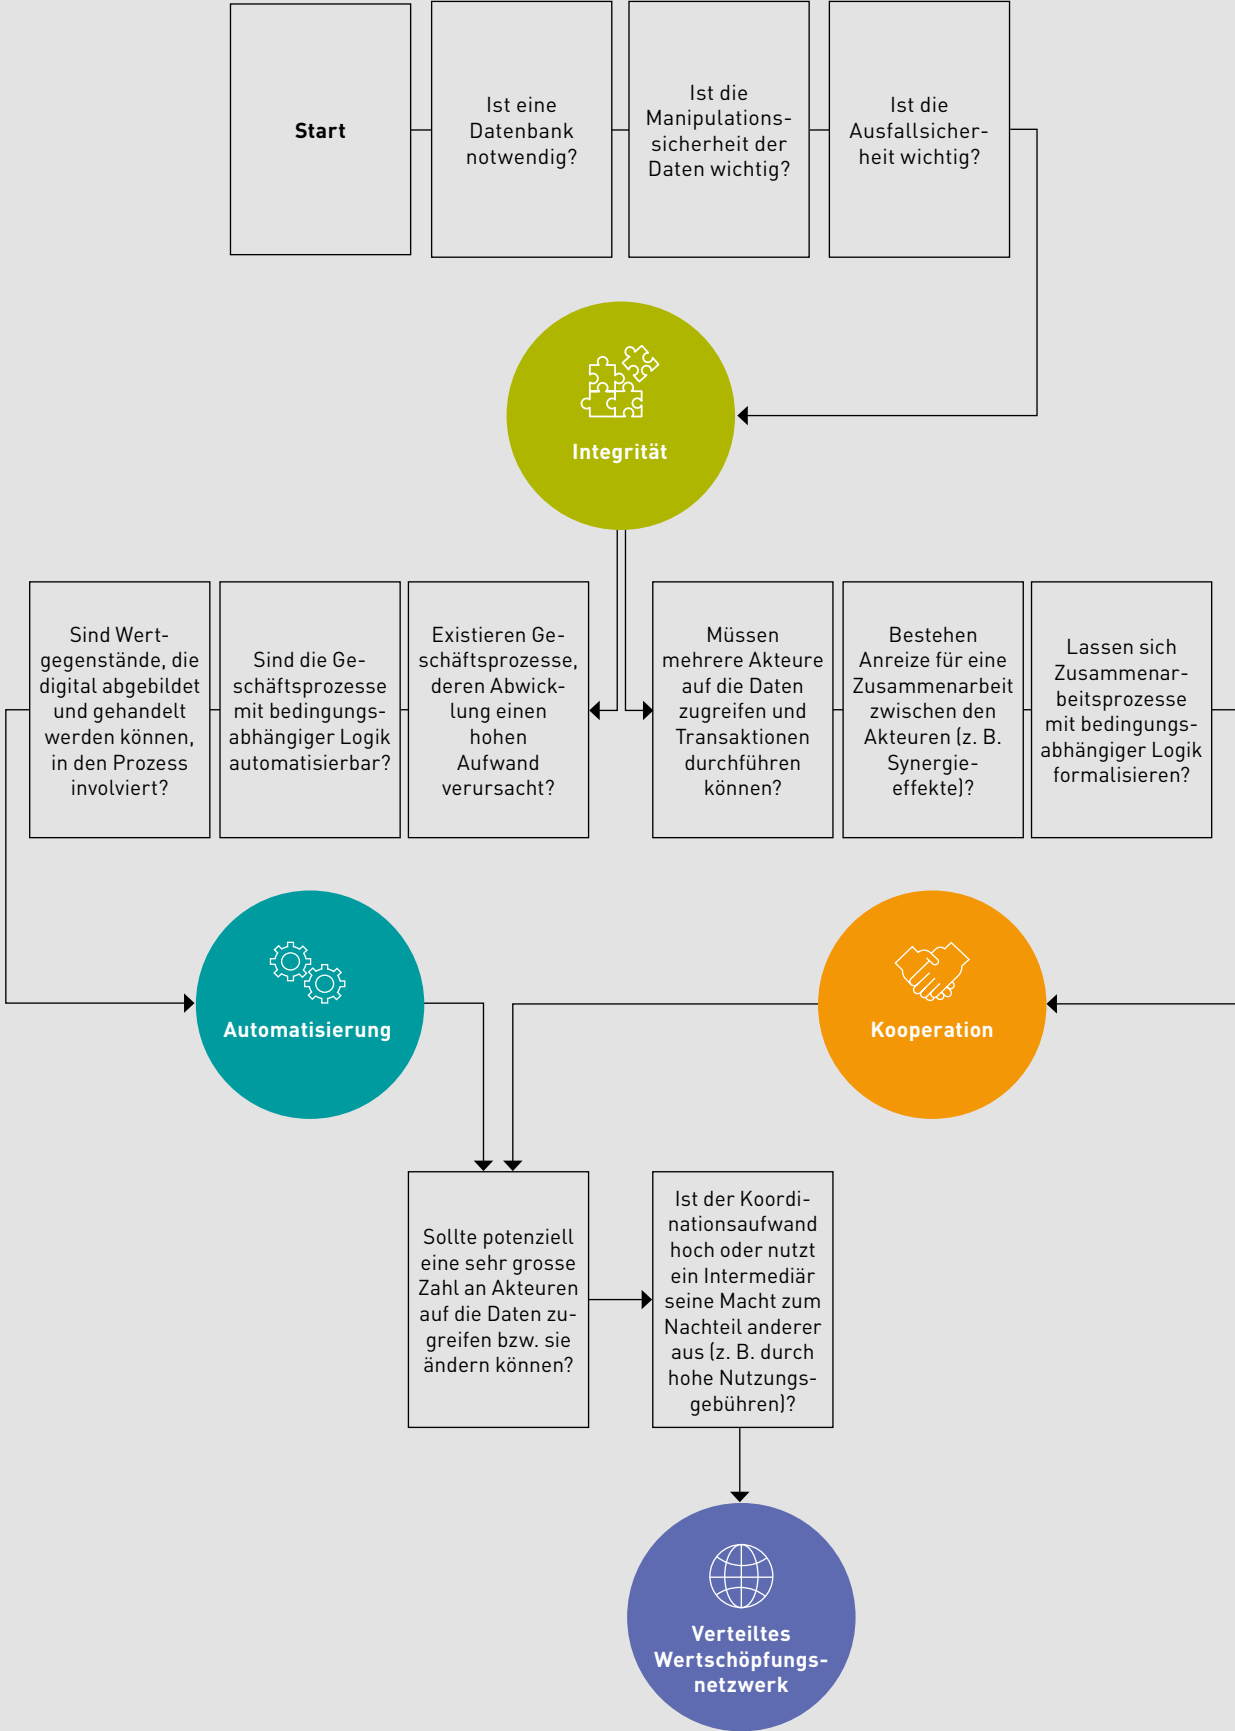 Start
Ist eine
Datenbank
notwendig?
Ist die
Manipulations-
sicherheit der
Daten wichtig?
Ist die
Ausfallsicher-
heit wichtig?
Integrität
Sind Wert-
gegenstände, die
digital abgebildet
und gehandelt
werden können,
in den Prozess
involviert?
Sind die Ge-
schäftsprozesse
mit bedingungs-
abhängiger Logik
automatisierbar?
Existieren Ge-
schäftsprozesse,
deren Abwick-
lung einen
hohen
Aufwand
verursacht?
Müssen
mehrere Akteure
auf die Daten
zugreifen und
Transaktionen
durchführen
können?
Bestehen
Anreize für eine
Zusammenarbeit
zwischen den
Akteuren (z. B.
Synergie-
effekte)?
Lassen sich
Zusammenar-
beitsprozesse
mit bedingungs-
abhängiger Logik
formalisieren?
Automatisierung
Kooperation
Sollte potenziell
eine sehr grosse
Zahl an Akteuren
auf die Daten zu-
greifen bzw. sie
ändern können?
Ist der Koordi-
nationsaufwand
hoch oder nutzt
ein Intermediär
seine Macht zum
Nachteil anderer
aus (z. B. durch
hohe Nutzungs-
gebühren)?
Verteiltes
Wertschöpfungs-
netzwerk